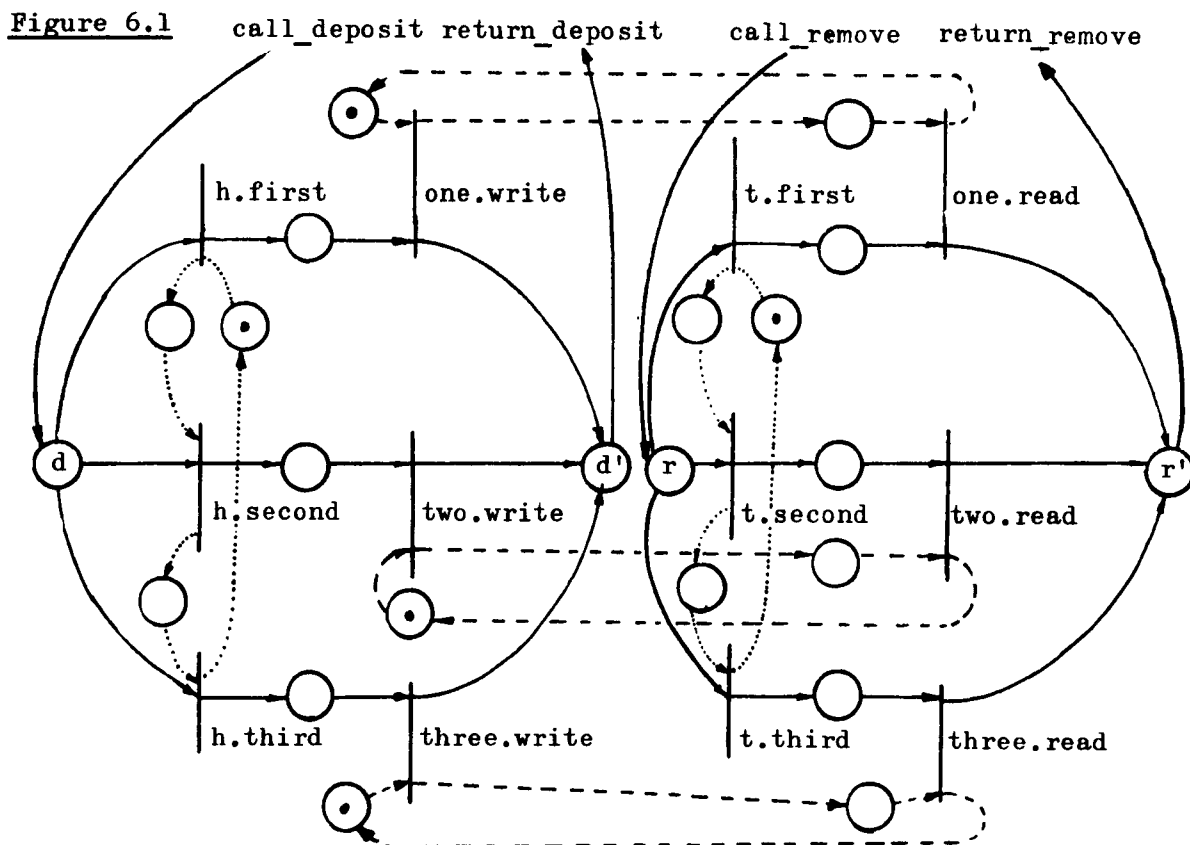 Figure 6.1 call_deposit return_deposit call_remove return_remove
h.first one.write t.first one.read
d d' r r'
h.second two.write t.second two.read
h.third three.write t.third three.read